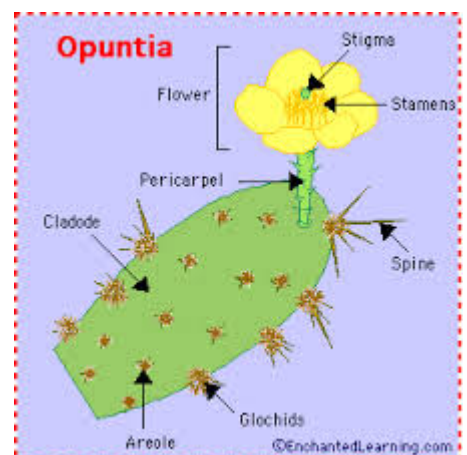 Opuntia
Stigma
Flower
Stamens
Pericarpel
Cladode
Spine
Glochids
Areole
©EnchantedLearning.com